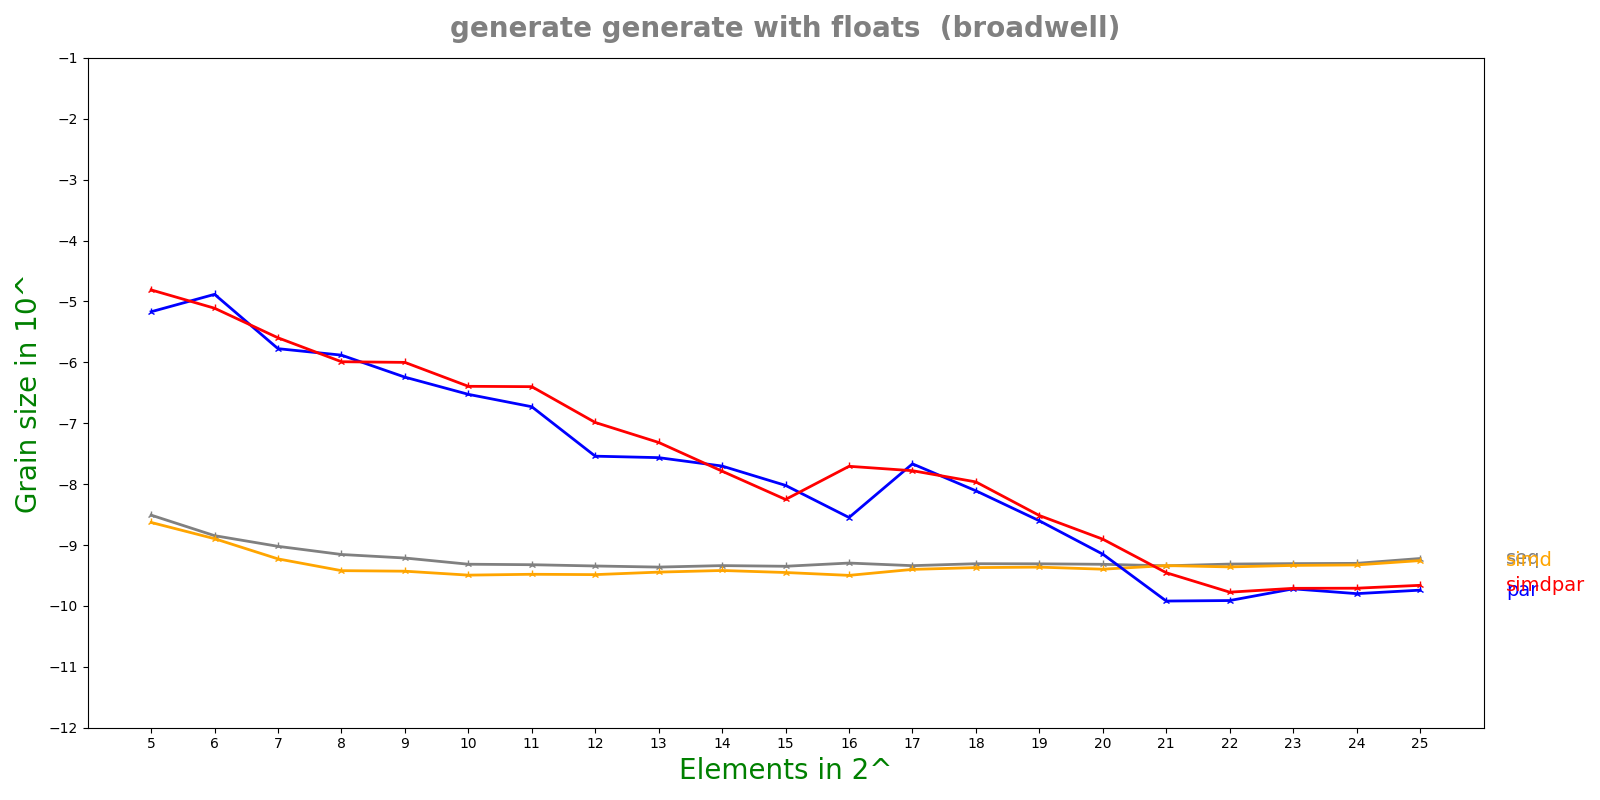 generate generate with floats  (broadwell)
Grain size in 10^
−1
−2
−3
−4
−5
−6
−7
−8
−9
−10
−11
−12
5 6 7 8 9 10 11 12 13 14 15 16 17 18 19 20 21 22 23 24 25
Elements in 2^
seq
simd
simdpar
par